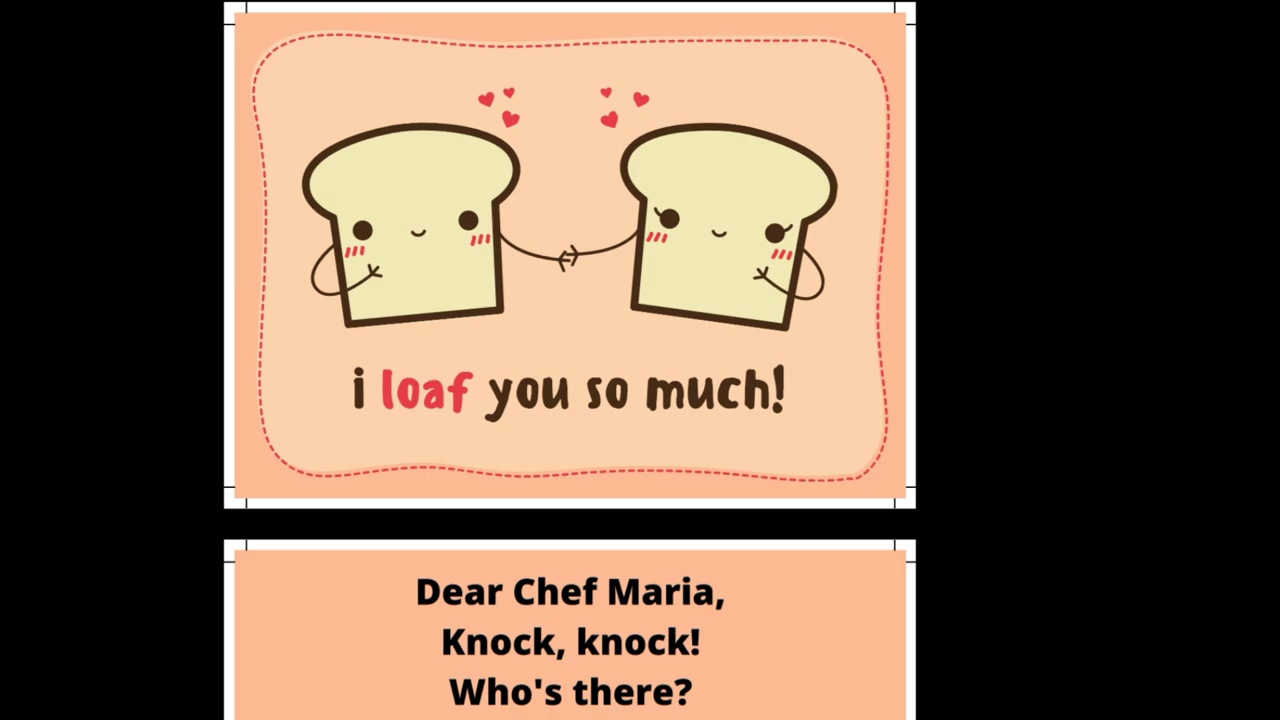 i loaf you so much!
Dear Chef Maria,
Knock, knock!
Who's there?